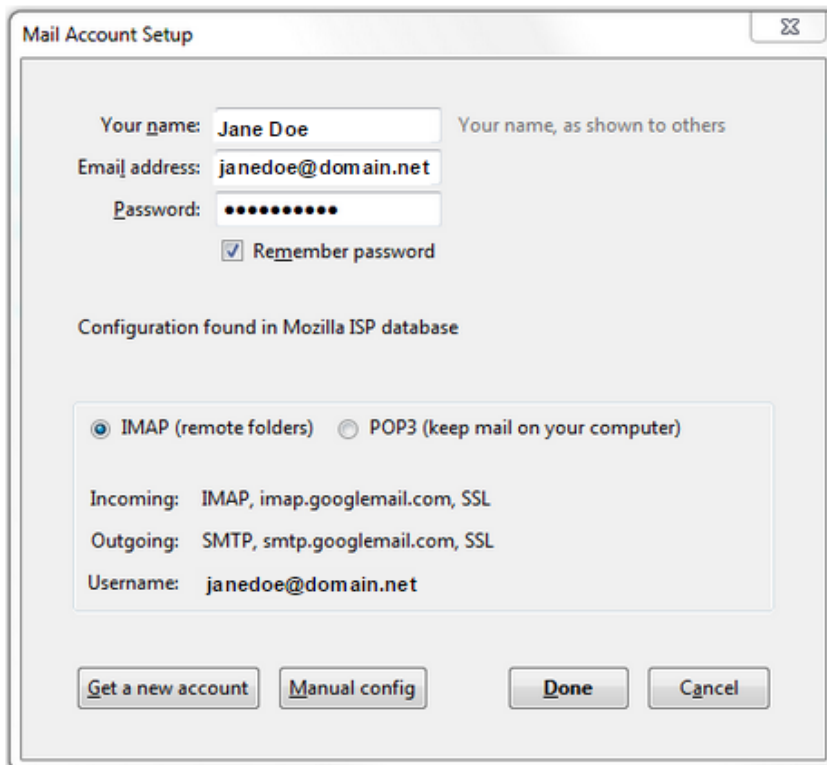 Mail Account Setup
Your name: Jane Doe Your name, as shown to others
Email address: janedoe@domain.net
Password: ••••••••••
Remember password
Configuration found in Mozilla ISP database
IMAP (remote folders) POP3 (keep mail on your computer)
Incoming: IMAP, imap.googlemail.com, SSL
Outgoing: SMTP, smtp.googlemail.com, SSL
Username: janedoe@domain.net
Get a new account Manual config Done Cancel